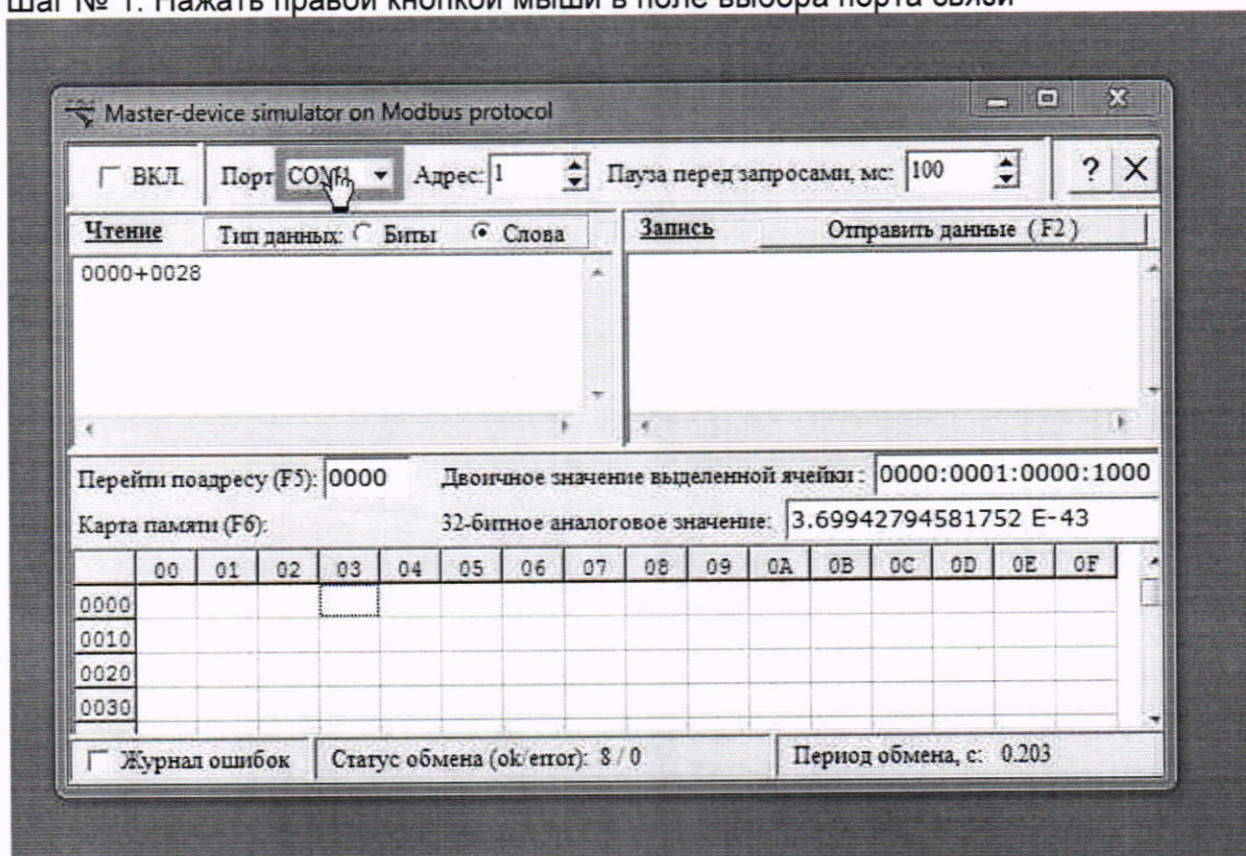 Шаг № 1. Нажать правой кнопкой мыши в поле выбора порта связи
Master-device simulator on Modbus protocol
ВКЛ. Порт Адрес: 1 Пауза перед запросами, мс: 100 ? X
Чтение Тип данных: Биты Слова Запись Отправить данные (F2)
0000+0028
Перейти поадресу (F5): 0000 Двоичное значение выделенной ячейки : 0000:0001:0000:1000
Карта памяти (F6): 32-битное аналоговое значение: 3.69942794581752 E-43
00 01 02 03 04 05 06 07 08 09 0A 0B 0C 0D 0E 0F
0000
0010
0020
0030
Журнал ошибок Статус обмена (ok/error): 8 / 0 Период обмена, с: 0.203